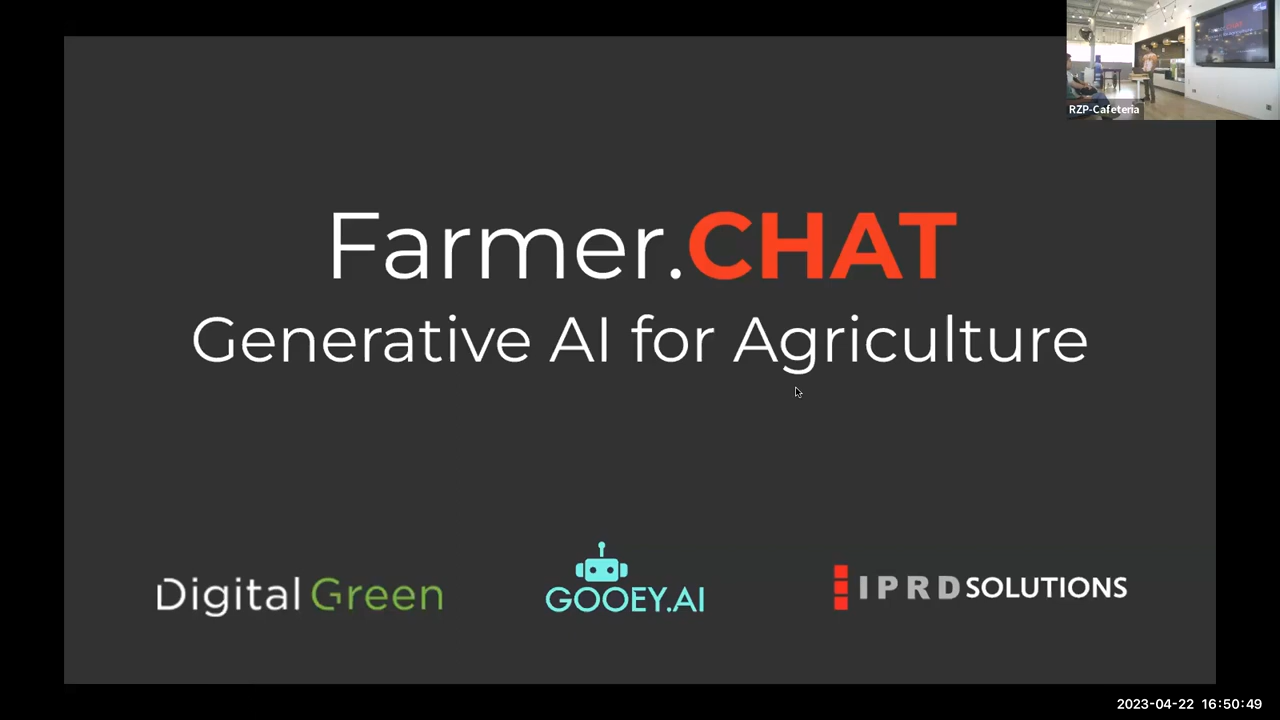 RZP-Cafeteria
Farmer.CHAT
Generative AI for Agriculture
Digital Green
GOOEY.AI
IPRD SOLUTIONS
2023-04-22 16:50:49